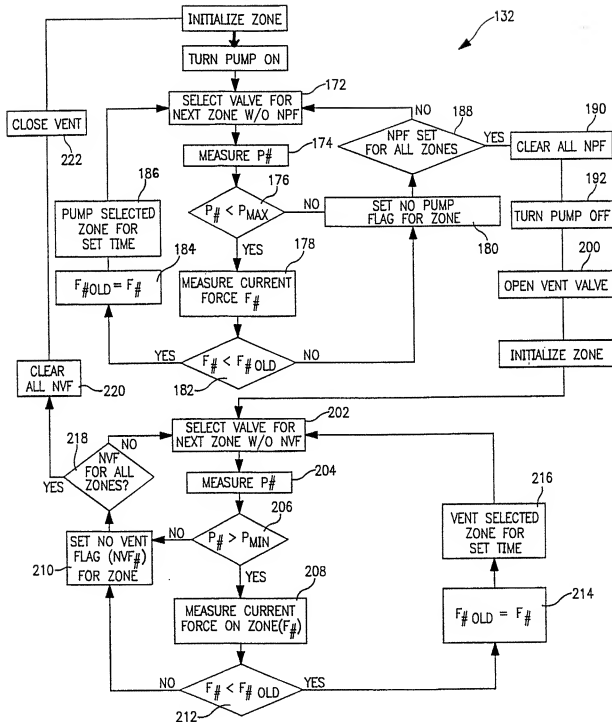 INITIALIZE ZONE
132
TURN PUMP ON
SELECT VALVE FOR
NEXT ZONE W/O NPF
172
MEASURE P#
174
P# < PMAX
176
YES
NO
MEASURE CURRENT
FORCE F#
178
F# < F#OLD
182
YES
NO
F#OLD = F#
184
PUMP SELECTED
ZONE FOR
SET TIME
186
SET NO PUMP
FLAG FOR ZONE
180
NPF SET
FOR ALL ZONES
188
NO
YES
CLEAR ALL NPF
190
TURN PUMP OFF
192
OPEN VENT VALVE
200
INITIALIZE ZONE
SELECT VALVE FOR
NEXT ZONE W/O NVF
202
MEASURE P#
204
P# > PMIN
206
NO
YES
MEASURE CURRENT
FORCE ON ZONE(F#)
208
F# < F#OLD
212
NO
YES
F#OLD = F#
214
VENT SELECTED
ZONE FOR
SET TIME
216
SET NO VENT
FLAG (NVF#)
FOR ZONE
210
NVF
FOR ALL
ZONES?
218
NO
YES
CLEAR
ALL NVF
220
CLOSE VENT
222